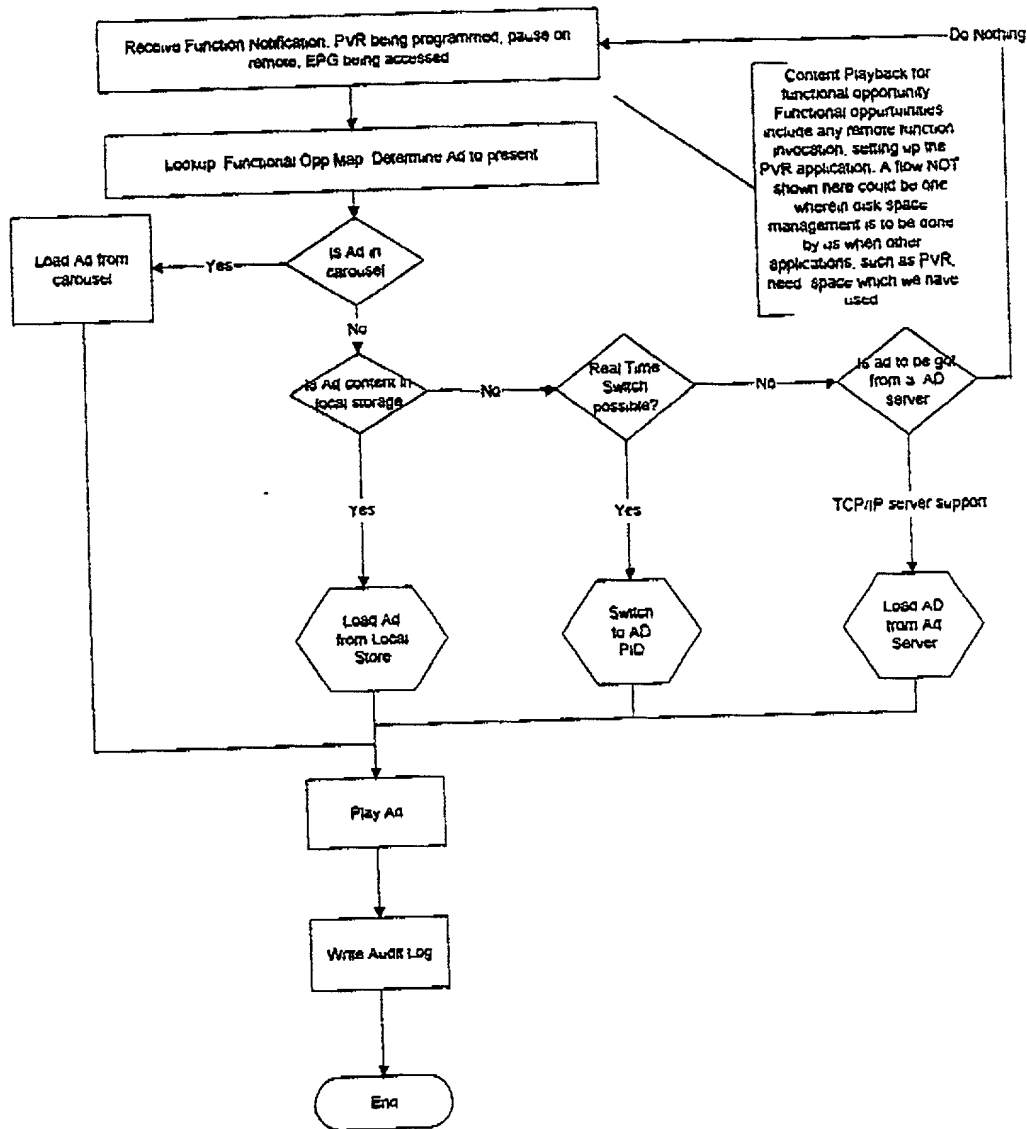 Receive Function Notification, PVR being programmed, pause on
remote, EPG being accessed
Do Nothing
Content Playback for
functional opportunity
Functional oppurtunities
include any remote function
invocation, setting up the
PVR application. A flow NOT
shown here could be one
wherein disk space
management is to be done
by us when other
applications, such as PVR,
need space which we have
used
Lookup Functional Opp Map Determine Ad to present
Load Ad from
carousel
Yes
Is Ad in
carousel
No
Is Ad content in
local storage
No
Real Time
Switch
possible?
No
Is ad to be got
from a AD
server
Yes
Yes
TCP/IP server support
Load Ad
from Local
Store
Switch
to AD
PID
Load AD
from Ad
Server
Play Ad
Write Audit Log
End